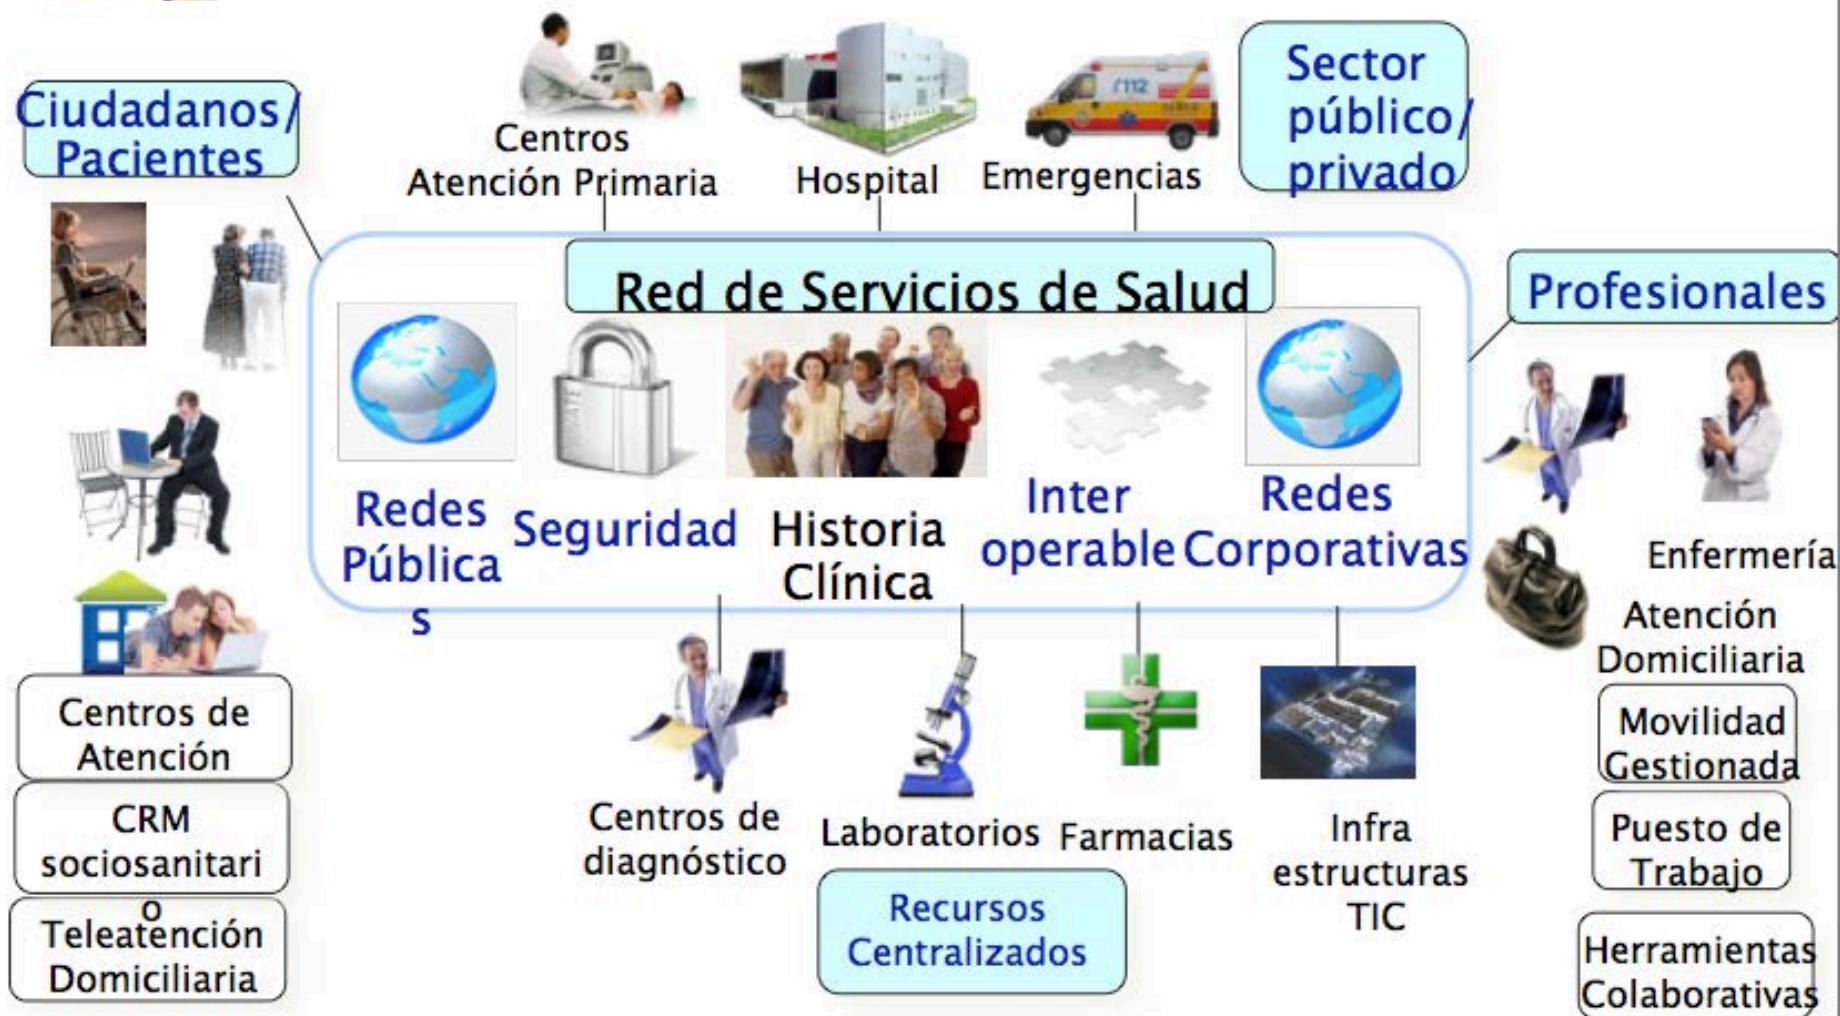 Ciudadanos/
Pacientes
Centros
Atención Primaria
Hospital
112
Emergencias
Sector
público/
privado
Red de Servicios de Salud
Profesionales
Redes
Pública
s
Seguridad
Historia
Clínica
Inter
operable
Redes
Corporativas
Enfermería
Atención
Domiciliaria
Centros de
Atención
CRM
sociosanitari
o
Teleatención
Domiciliaria
Centros de
diagnóstico
Laboratorios
Farmacias
Infra
estructuras
TIC
Recursos
Centralizados
Movilidad
Gestionada
Puesto de
Trabajo
Herramientas
Colaborativas